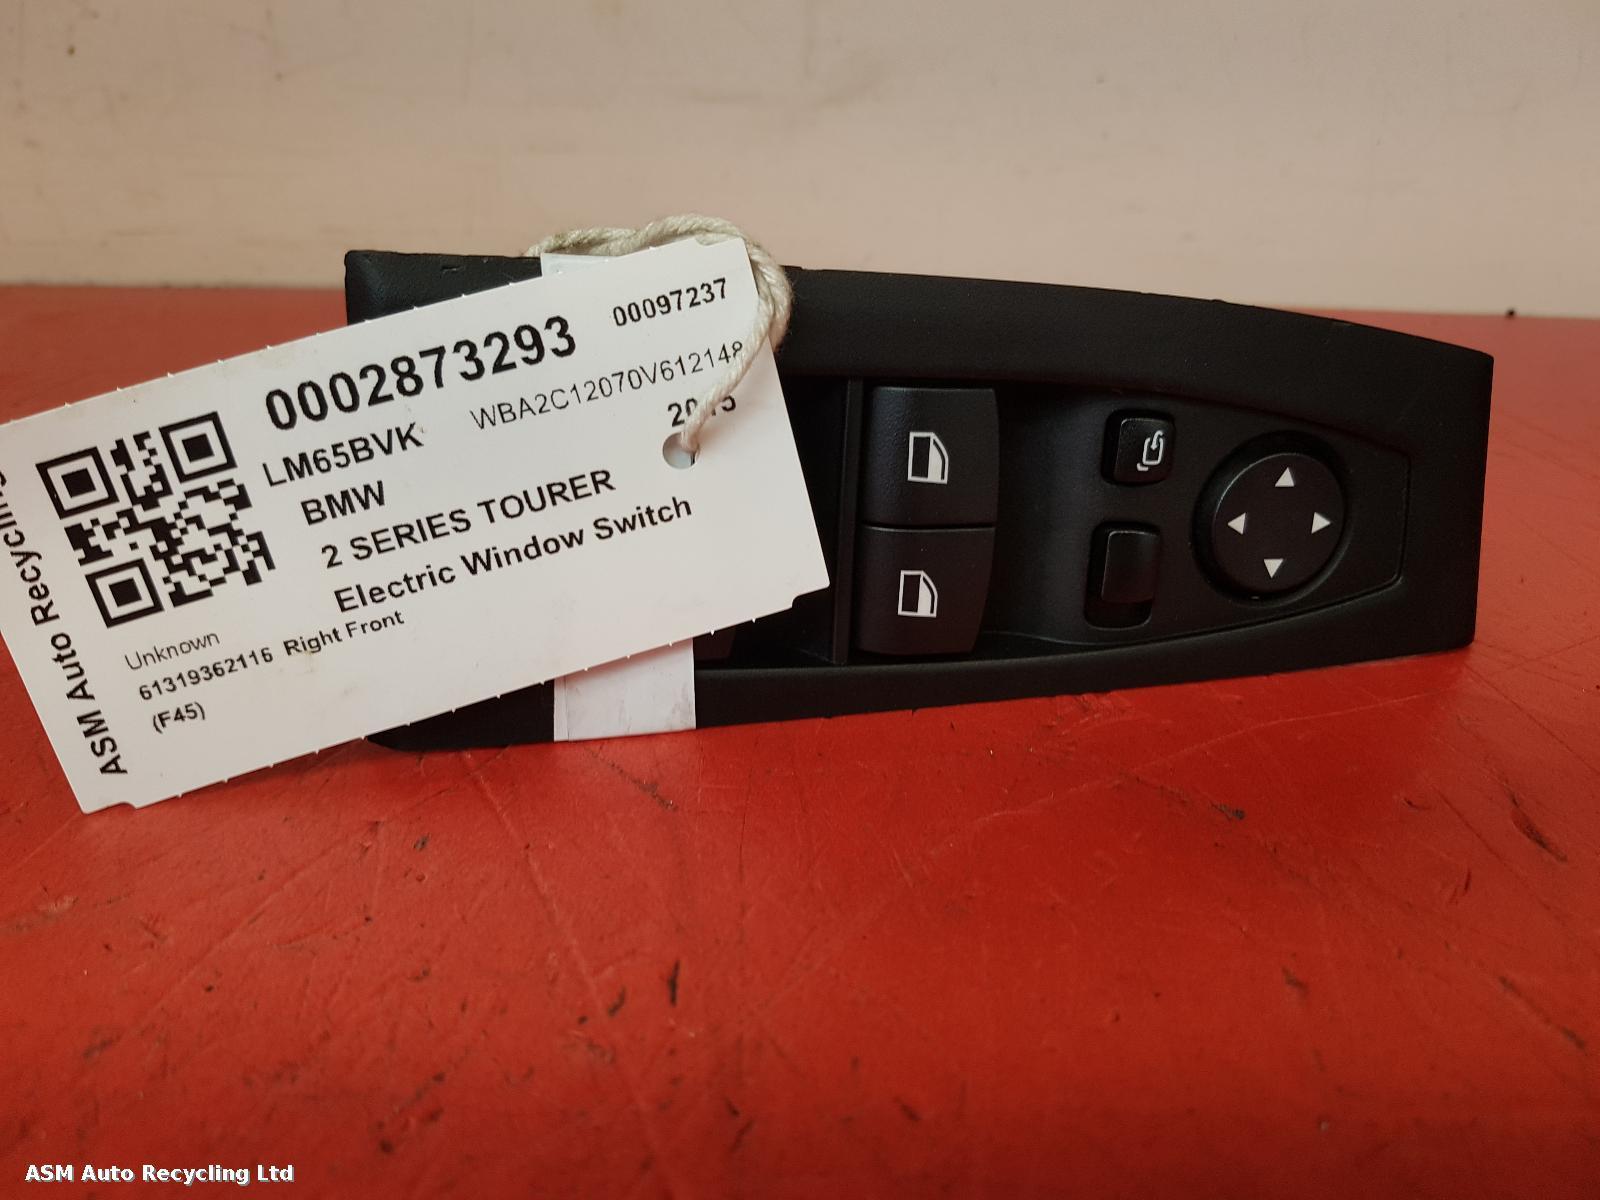 0002873293 00097237
LM65BVK WBA2C12070V612148
BMW
2 SERIES TOURER
Electric Window Switch
Unknown
61319362116 Right Front
(F45)
ASM Auto Recycling
ASM Auto Recycling Ltd